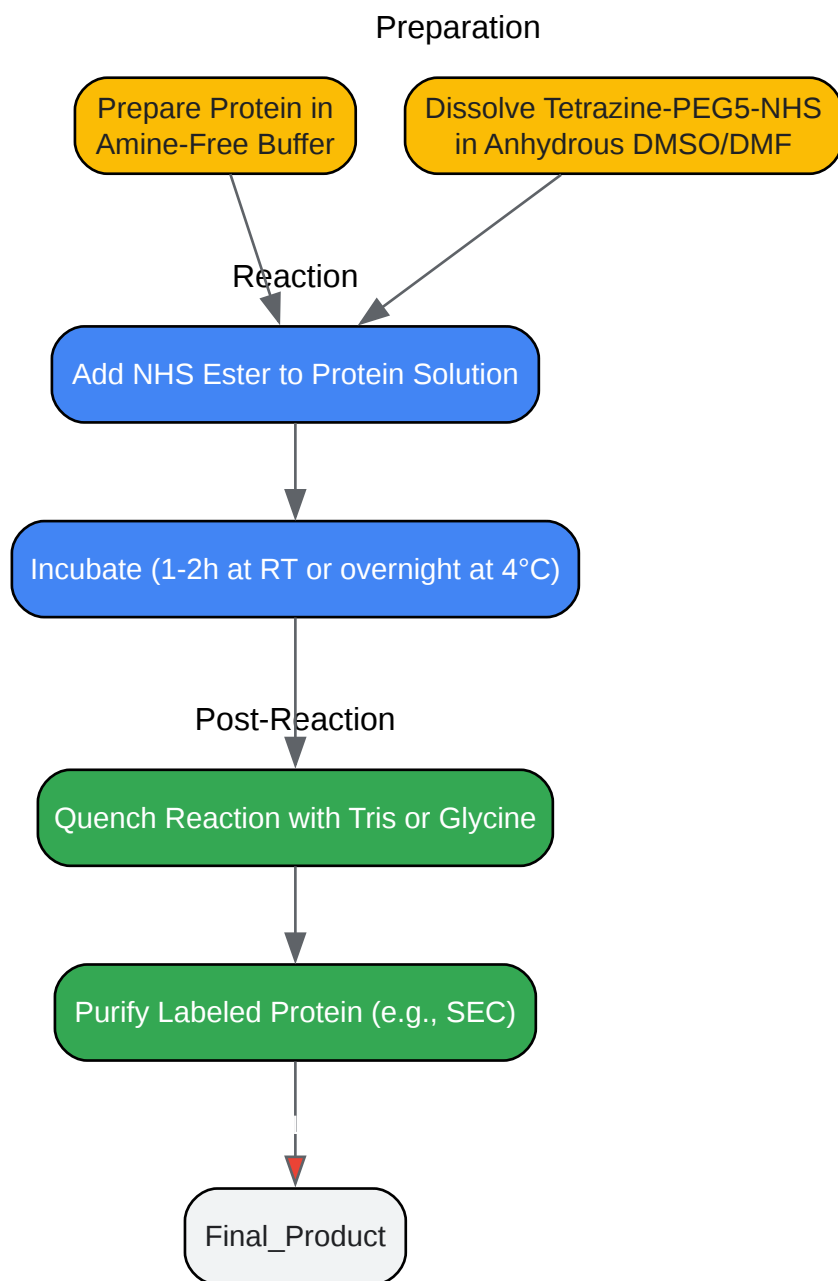 Preparation
Prepare Protein in
Amine-Free Buffer
Dissolve Tetrazine-PEG5-NHS
in Anhydrous DMSO/DMF
Reaction
Add NHS Ester to Protein Solution
Incubate (1-2h at RT or overnight at 4°C)
Post-Reaction
Quench Reaction with Tris or Glycine
Purify Labeled Protein (e.g., SEC)
Final_Product